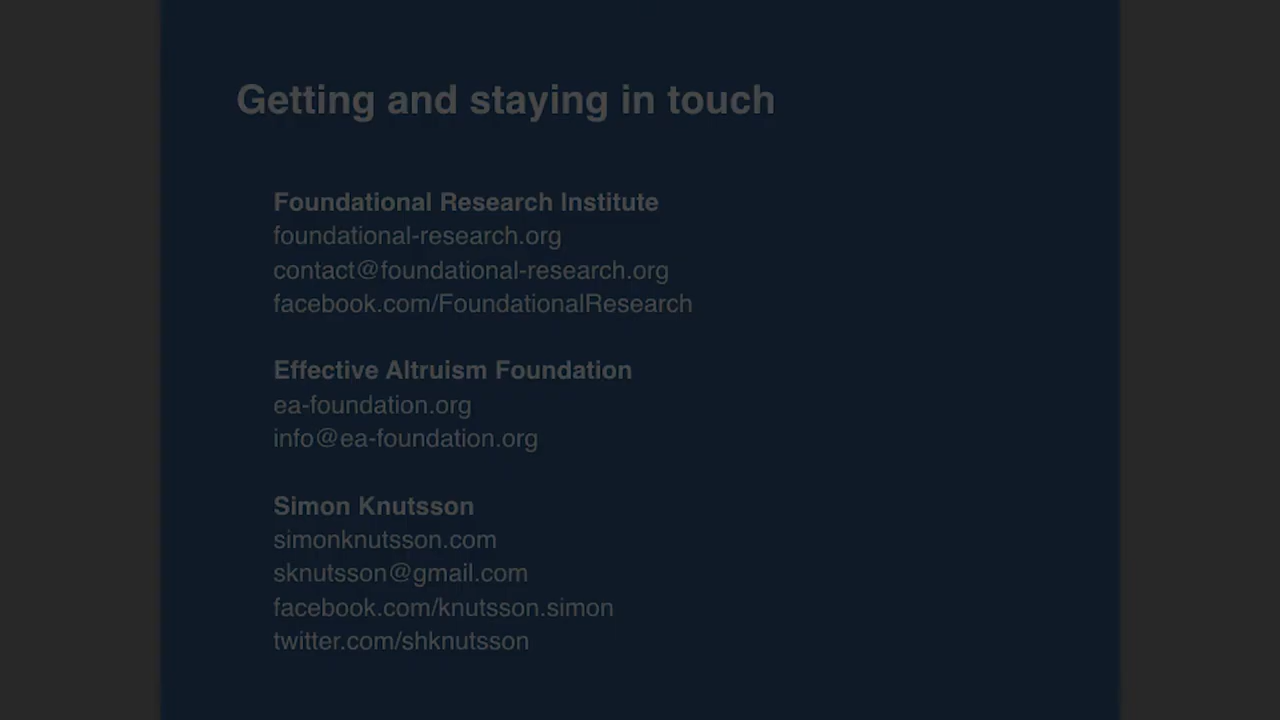 Getting and staying in touch
Foundational Research Institute
foundational-research.org
contact@foundational-research.org
facebook.com/FoundationalResearch
Effective Altruism Foundation
ea-foundation.org
info@ea-foundation.org
Simon Knutsson
simonknutsson.com
sknutsson@gmail.com
facebook.com/knutsson.simon
twitter.com/shknutsson